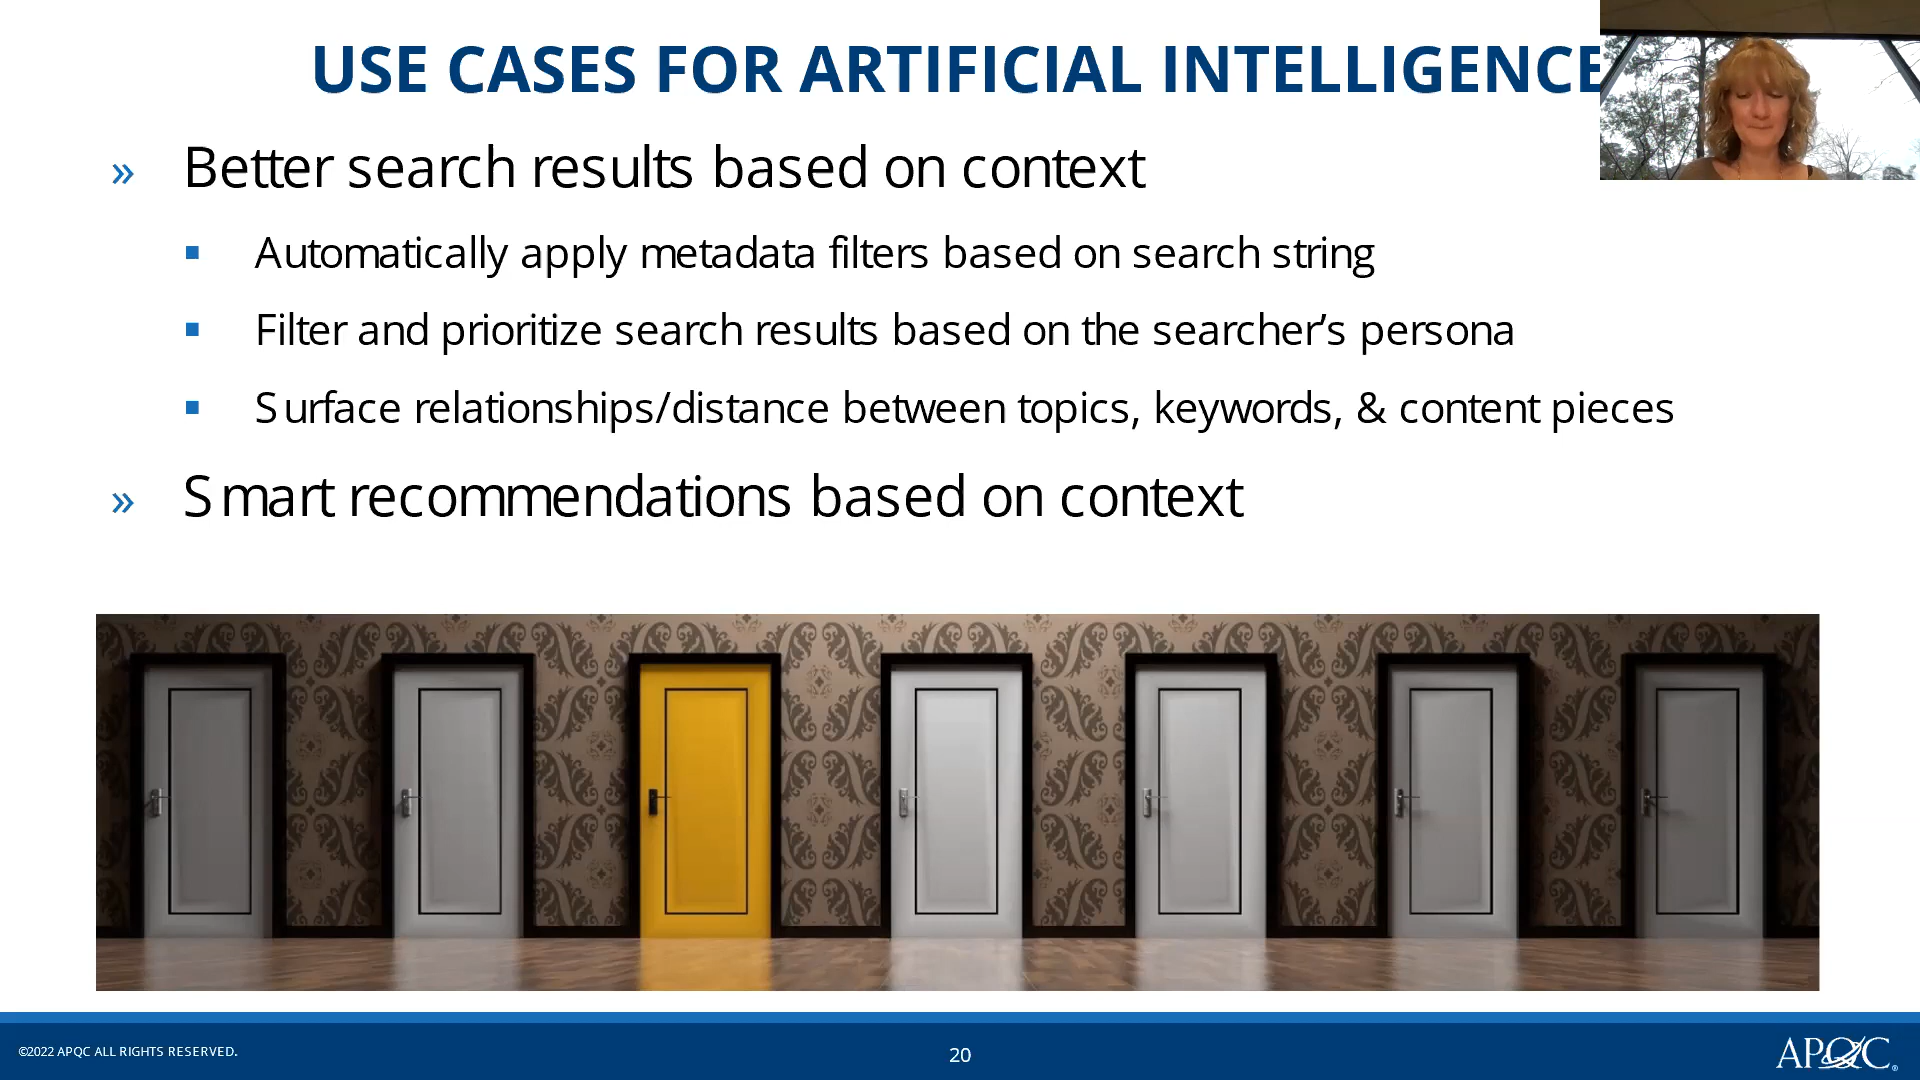 USE CASES FOR ARTIFICIAL INTELLIGENCE
» Better search results based on context
▪ Automatically apply metadata filters based on search string
▪ Filter and prioritize search results based on the searcher’s persona
▪ Surface relationships/distance between topics, keywords, & content pieces
» Smart recommendations based on context
©2022 APQC ALL RIGHTS RESERVED.
20
APQC®